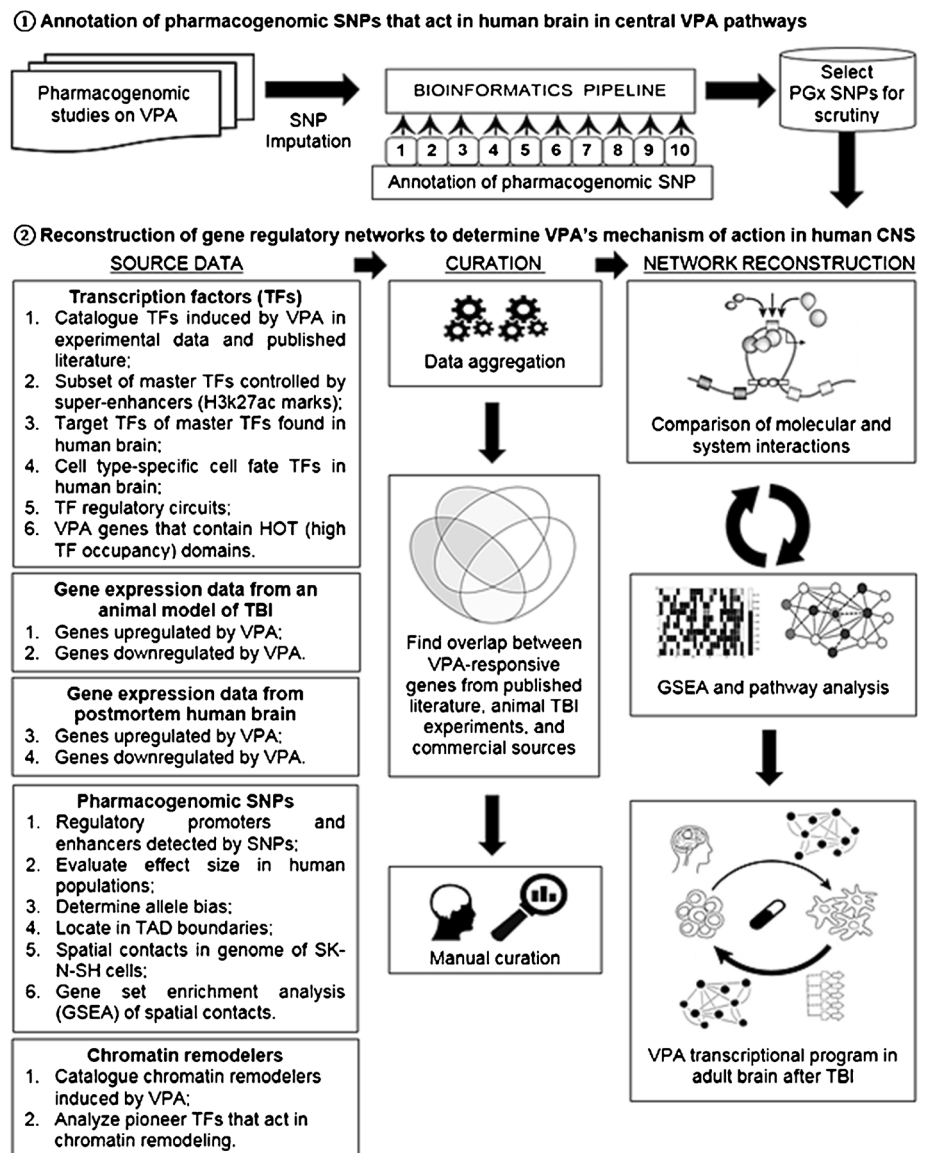 ① Annotation of pharmacogenomic SNPs that act in human brain in central VPA pathways
Pharmacogenomic
studies on VPA
SNP
Imputation
BIOINFORMATICS PIPELINE
1 2 3 4 5 6 7 8 9 10
Annotation of pharmacogenomic SNP
Select
PGx SNPs for
scrutiny
② Reconstruction of gene regulatory networks to determine VPA's mechanism of action in human CNS
SOURCE DATA
Transcription factors (TFs)
1. Catalogue TFs induced by VPA in
experimental data and published
literature;
2. Subset of master TFs controlled by
super-enhancers (H3k27ac marks);
3. Target TFs of master TFs found in
human brain;
4. Cell type-specific cell fate TFs in
human brain;
5. TF regulatory circuits;
6. VPA genes that contain HOT (high
TF occupancy) domains.
Gene expression data from an
animal model of TBI
1. Genes upregulated by VPA;
2. Genes downregulated by VPA.
Gene expression data from
postmortem human brain
3. Genes upregulated by VPA;
4. Genes downregulated by VPA.
Pharmacogenomic SNPs
1. Regulatory promoters and
enhancers detected by SNPs;
2. Evaluate effect size in human
populations;
3. Determine allele bias;
4. Locate in TAD boundaries;
5. Spatial contacts in genome of SK-
N-SH cells;
6. Gene set enrichment analysis
(GSEA) of spatial contacts.
Chromatin remodelers
1. Catalogue chromatin remodelers
induced by VPA;
2. Analyze pioneer TFs that act in
chromatin remodeling.
CURATION
Data aggregation
Find overlap between
VPA-responsive
genes from published
literature, animal TBI
experiments, and
commercial sources
Manual curation
NETWORK RECONSTRUCTION
Comparison of molecular and
system interactions
GSEA and pathway analysis
VPA transcriptional program in
adult brain after TBI